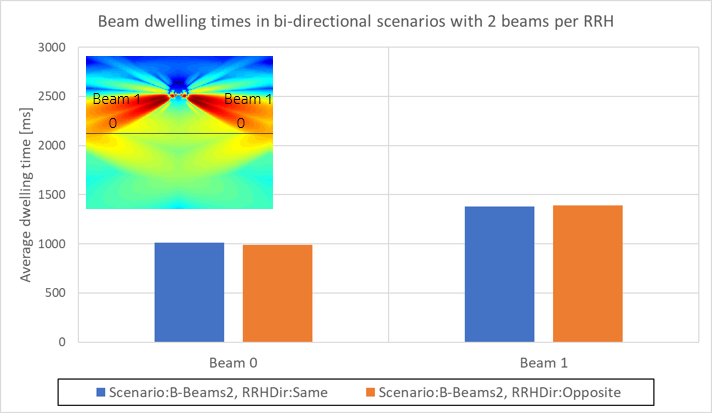 Beam dwelling times in bi-directional scenarios with 2 beams per RRH
Average dwelling time [ms]
3000
2500
2000
1500
1000
500
0
Beam 1 Beam 1
0 0
Beam 0 Beam 1
Scenario:B-Beams2, RRHDir:Same Scenario:B-Beams2, RRHDir:Opposite